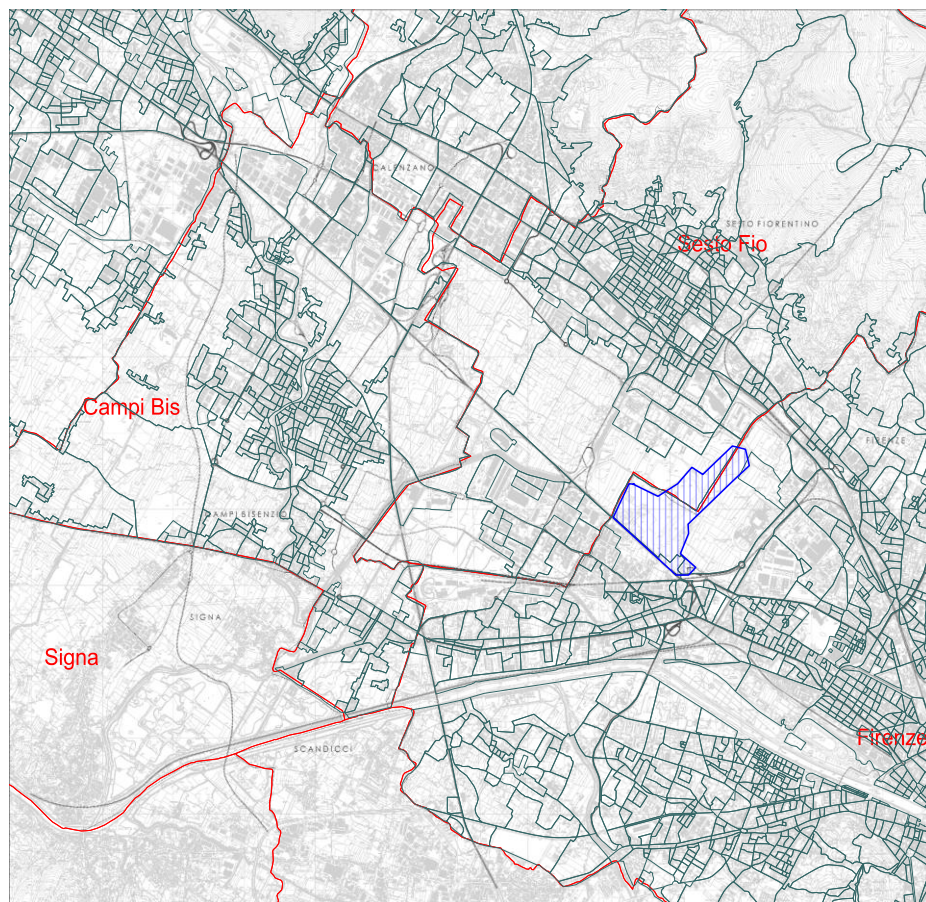 CALENZANO
SESTO FIORENTINO
Sesto Fio
Campi Bis
FIRENZE
CAMPI BISENZIO
SIGNA
Signa
Firenze
SCANDICCI